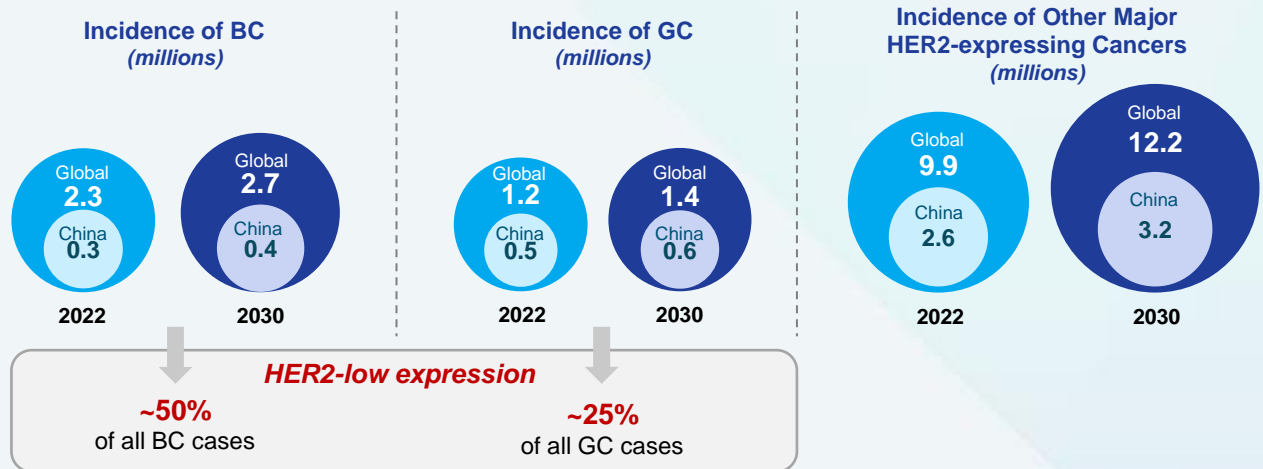 Incidence of BC
(millions)
Global
2.3
China
0.3
2022
Global
2.7
China
0.4
2030
Incidence of GC
(millions)
Global
1.2
China
0.5
2022
Global
1.4
China
0.6
2030
Incidence of Other Major
HER2-expressing Cancers
(millions)
Global
9.9
China
2.6
2022
Global
12.2
China
3.2
2030
HER2-low expression
~50%
of all BC cases
~25%
of all GC cases